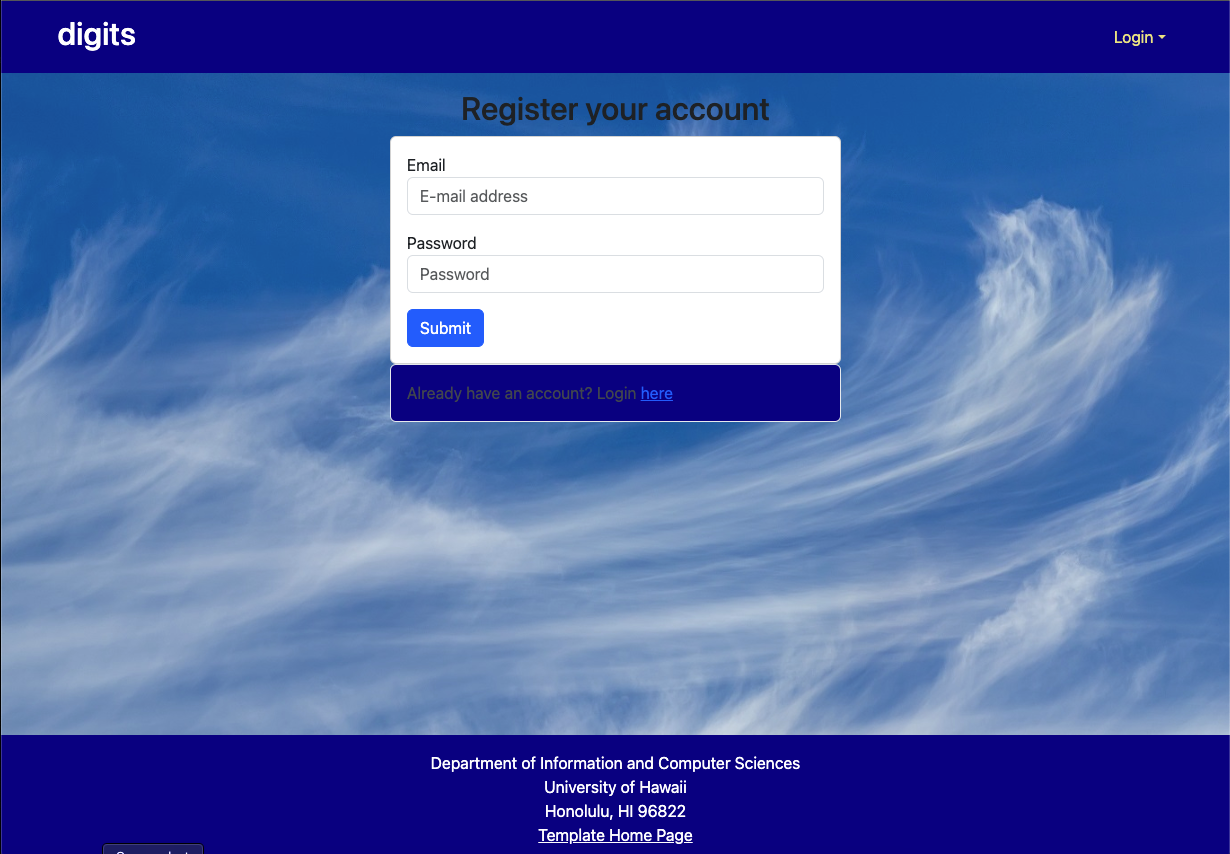 digits
Login
Register your account
Email
E-mail address
Password
Password
Submit
Already have an account? Login here
Department of Information and Computer Sciences
University of Hawaii
Honolulu, HI 96822
Template Home Page